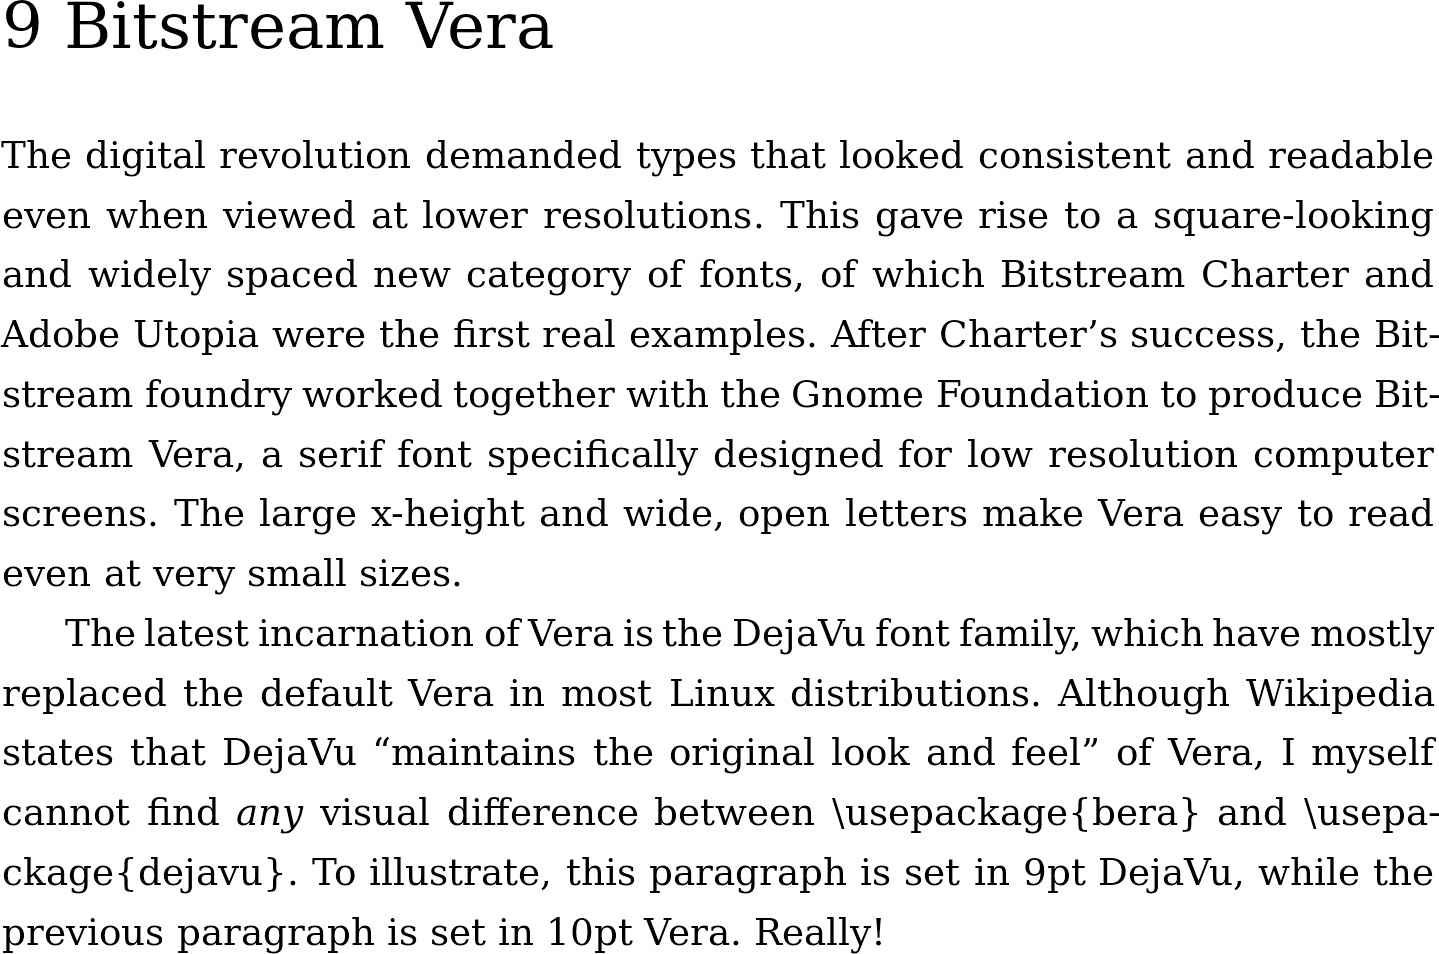 9 Bitstream Vera
The digital revolution demanded types that looked consistent and readable
even when viewed at lower resolutions. This gave rise to a square-looking
and widely spaced new category of fonts, of which Bitstream Charter and
Adobe Utopia were the first real examples. After Charter’s success, the Bit-
stream foundry worked together with the Gnome Foundation to produce Bit-
stream Vera, a serif font specifically designed for low resolution computer
screens. The large x-height and wide, open letters make Vera easy to read
even at very small sizes.
The latest incarnation of Vera is the DejaVu font family, which have mostly
replaced the default Vera in most Linux distributions. Although Wikipedia
states that DejaVu “maintains the original look and feel” of Vera, I myself
cannot find any visual difference between \usepackage{bera} and \usepa-
ckage{dejavu}. To illustrate, this paragraph is set in 9pt DejaVu, while the
previous paragraph is set in 10pt Vera. Really!